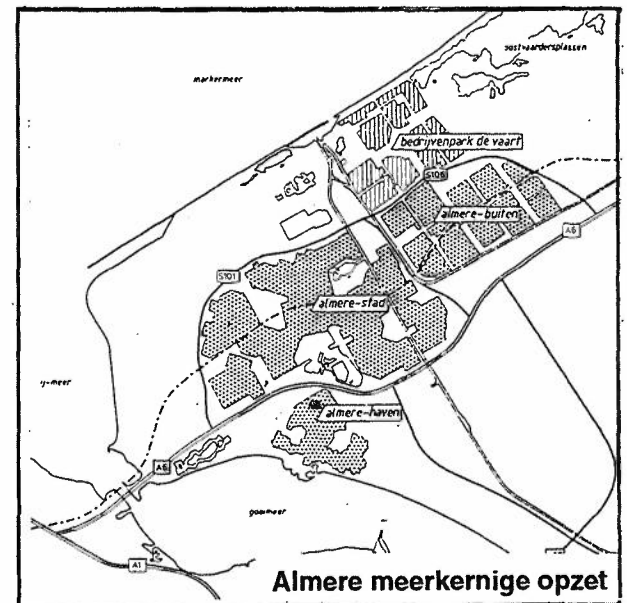 oostvaardersplassen
markermeer
bedrijvenpark de vaart
S106
almere-buiten
A6
S101
almere-stad
ij-meer
almere-haven
A6
gooimeer
A1
Almere meerkernige opzet